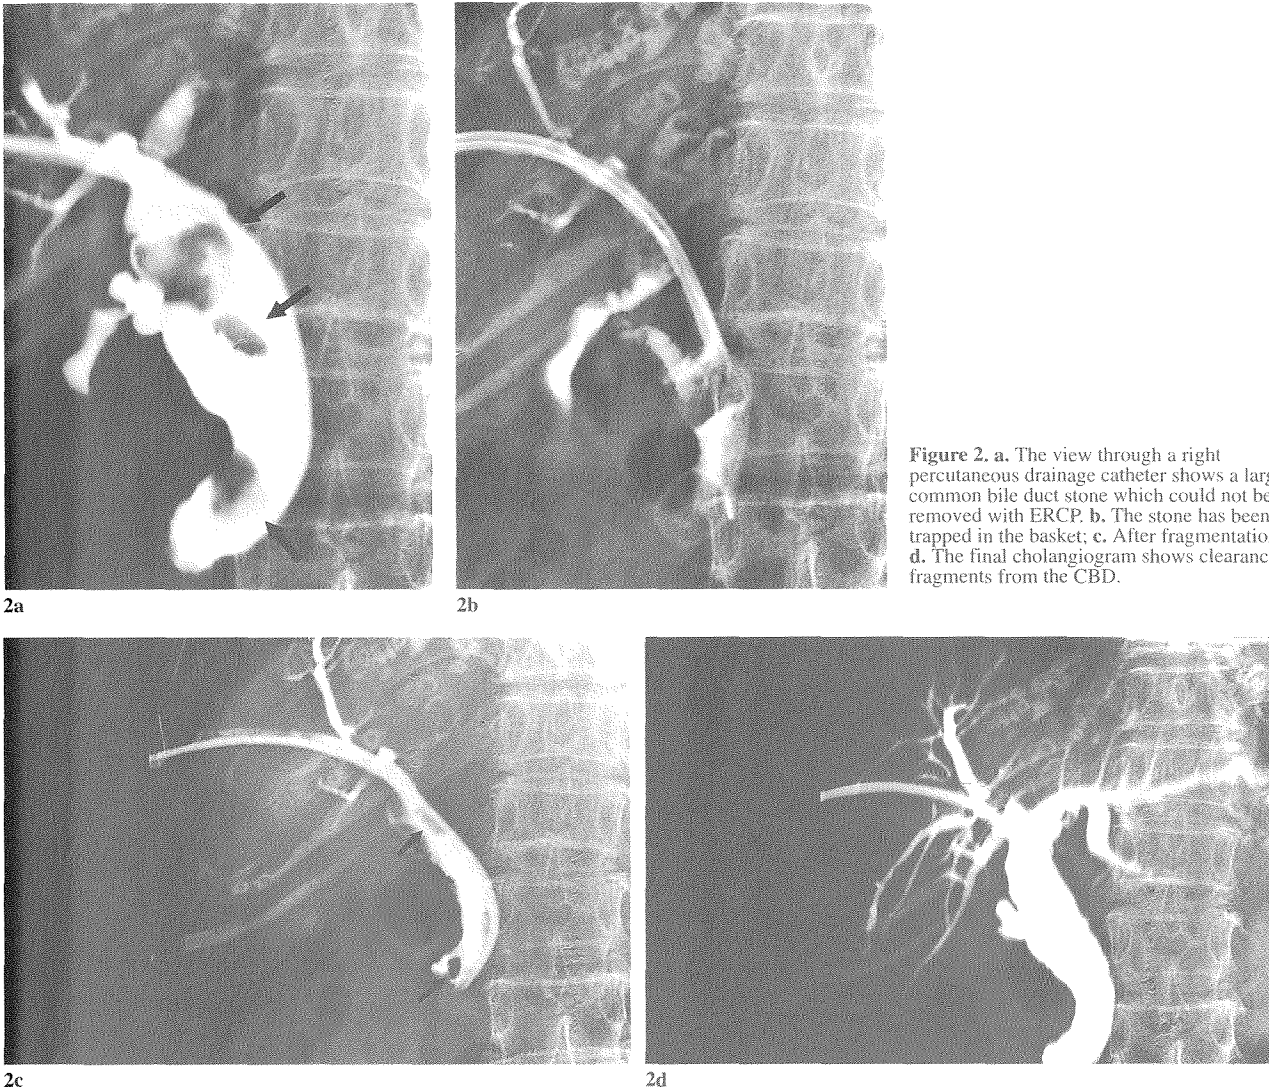 Figure 2. a. The view through a right
percutaneous drainage catheter shows a larg
common bile duct stone which could not be
removed with ERCP. b. The stone has been
trapped in the basket; c. After fragmentatio
d. The final cholangiogram shows clearanc
fragments from the CBD.
2a
2b
2c
2d